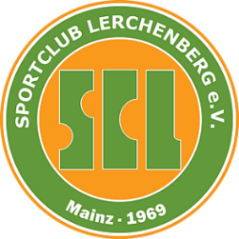 SPORTCLUB LERCHENBERG e.V.
SCL
Mainz - 1969